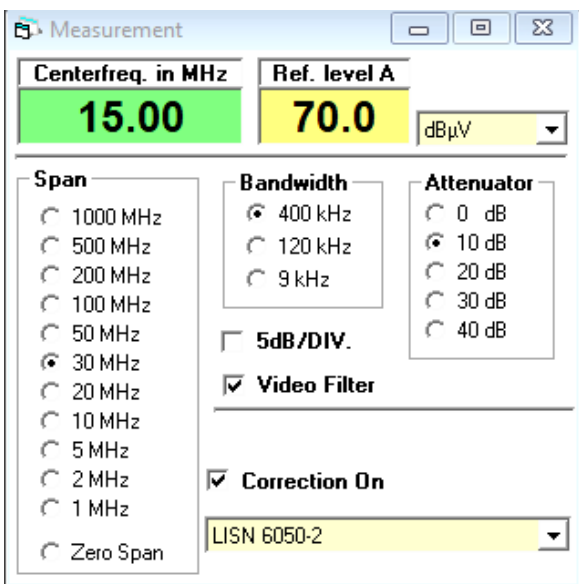 Measurement
Centerfreq. in MHz
Ref. level A
15.00
70.0
dBµV
Span
1000 MHz
500 MHz
200 MHz
100 MHz
50 MHz
30 MHz
20 MHz
10 MHz
5 MHz
2 MHz
1 MHz
Zero Span
Bandwidth
400 kHz
120 kHz
9 kHz
Attenuator
0 dB
10 dB
20 dB
30 dB
40 dB
5dB/DIV.
Video Filter
Correction On
LISN 6050-2